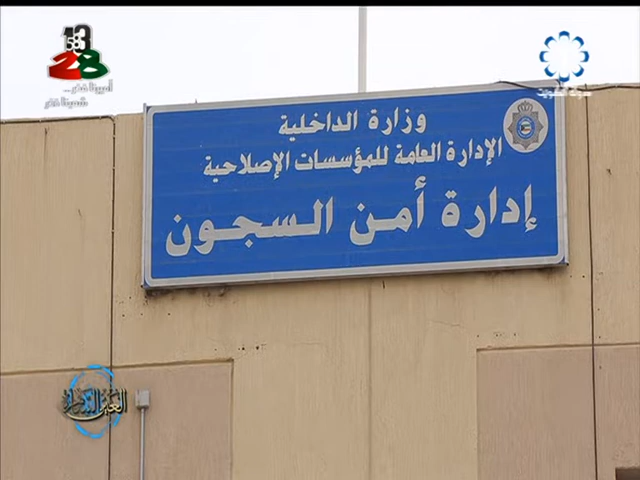 وزارة الداخلية
الإدارة العامة للمؤسسات الإصلاحية
إدارة أمن السجون